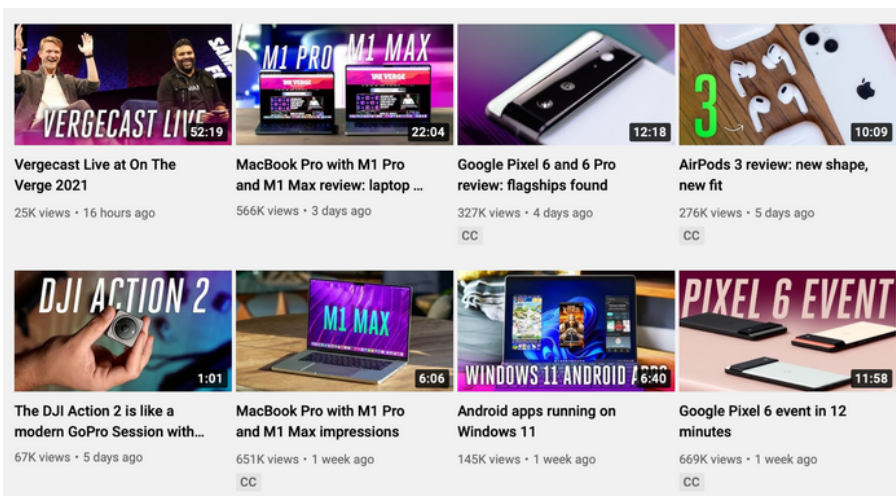 VERGECAST LIVE
52:19
Vergecast Live at On The
Verge 2021
25K views • 16 hours ago
M1 PRO M1 MAX
THE VERGE THE VERGE
22:04
MacBook Pro with M1 Pro
and M1 Max review: laptop ...
566K views • 3 days ago
12:18
Google Pixel 6 and 6 Pro
review: flagships found
327K views • 4 days ago
CC
3
10:09
AirPods 3 review: new shape,
new fit
276K views • 5 days ago
CC
DJI ACTION 2
1:01
The DJI Action 2 is like a
modern GoPro Session with...
67K views • 5 days ago
M1 MAX
6:06
MacBook Pro with M1 Pro
and M1 Max impressions
651K views • 1 week ago
CC
WINDOWS 11 ANDROID
6:40
Android apps running on
Windows 11
145K views • 1 week ago
PIXEL 6 EVENT
11:58
Google Pixel 6 event in 12
minutes
669K views • 1 week ago
CC